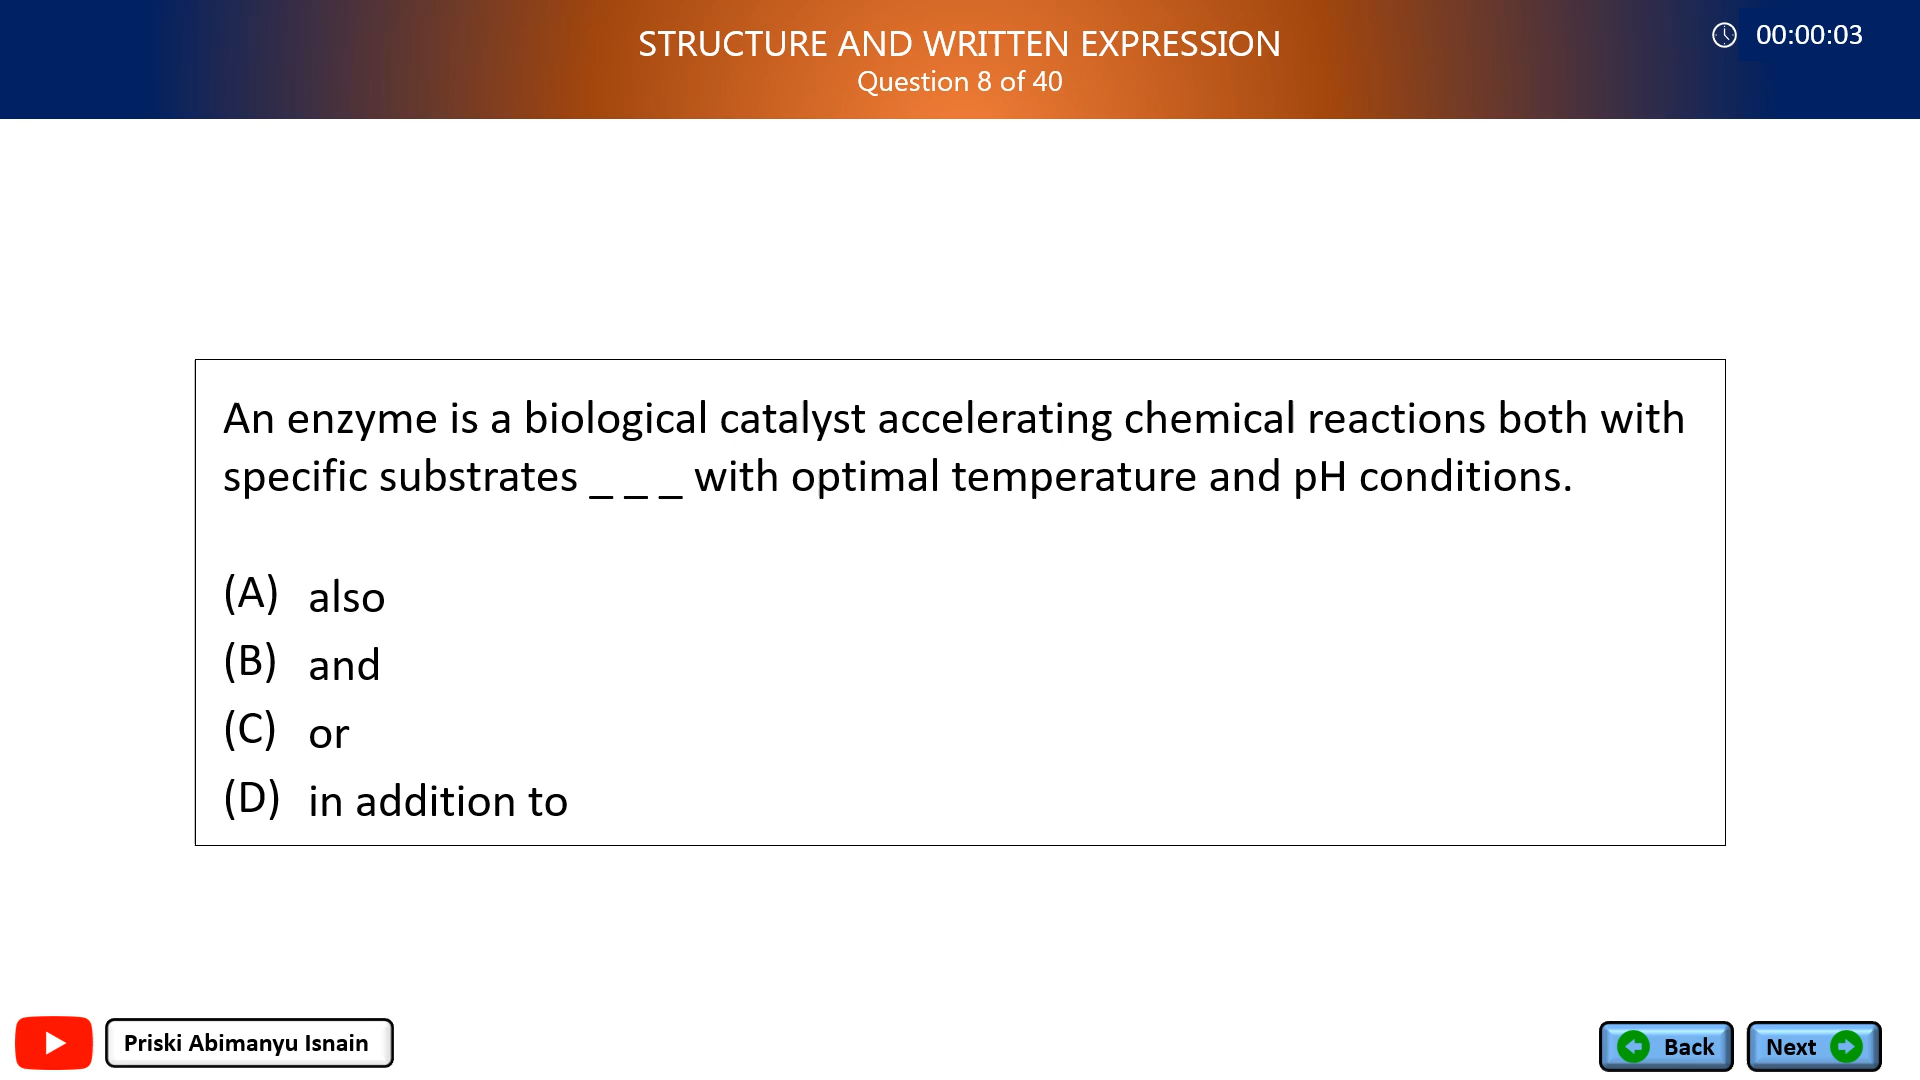 STRUCTURE AND WRITTEN EXPRESSION
Question 8 of 40
00:00:03
An enzyme is a biological catalyst accelerating chemical reactions both with
specific substrates _ _ _ with optimal temperature and pH conditions.
(A) also
(B) and
(C) or
(D) in addition to
Priski Abimanyu Isnain
Back
Next